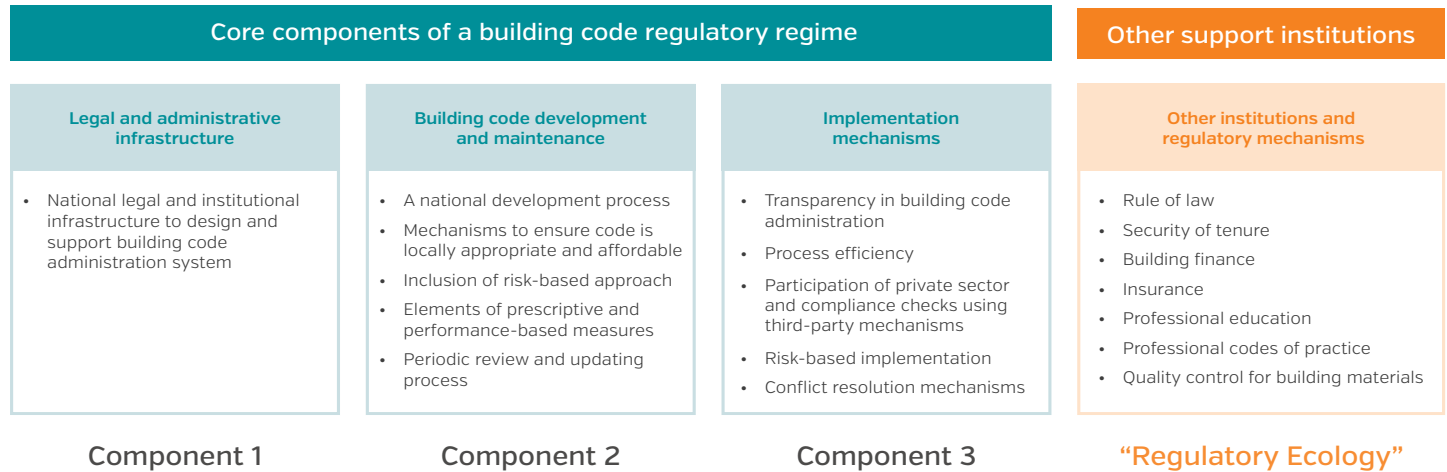 Core components of a building code regulatory regime
Other support institutions
Legal and administrative
infrastructure
• National legal and institutional
infrastructure to design and
support building code
administration system
Component 1
Building code development
and maintenance
• A national development process
• Mechanisms to ensure code is
locally appropriate and affordable
• Inclusion of risk-based approach
• Elements of prescriptive and
performance-based measures
• Periodic review and updating
process
Component 2
Implementation
mechanisms
• Transparency in building code
administration
• Process efficiency
• Participation of private sector
and compliance checks using
third-party mechanisms
• Risk-based implementation
• Conflict resolution mechanisms
Component 3
Other institutions and
regulatory mechanisms
• Rule of law
• Security of tenure
• Building finance
• Insurance
• Professional education
• Professional codes of practice
• Quality control for building materials
“Regulatory Ecology”